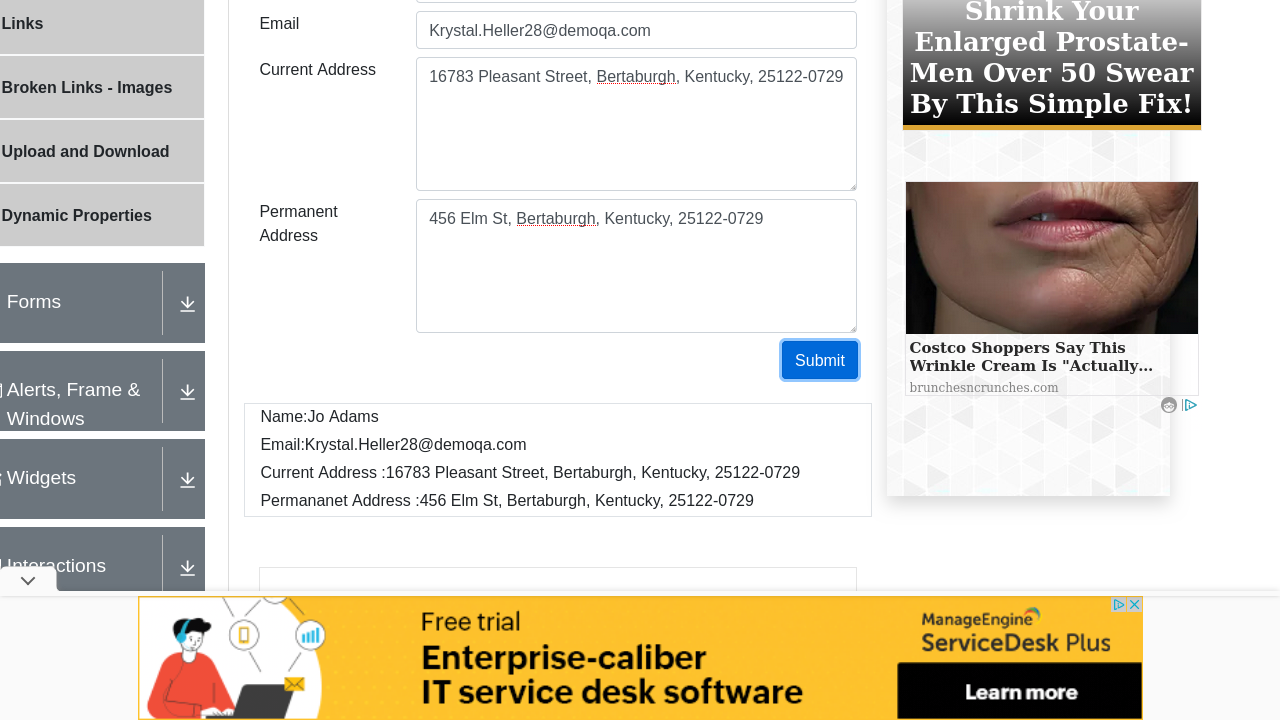 Links
Broken Links - Images
Upload and Download
Dynamic Properties
Forms
Alerts, Frame &
Windows
Widgets
Interactions
Email
Krystal.Heller28@demoqa.com
Current Address
16783 Pleasant Street, Bertaburgh, Kentucky, 25122-0729
Permanent
Address
456 Elm St, Bertaburgh, Kentucky, 25122-0729
Submit
Name:Jo Adams
Email:Krystal.Heller28@demoqa.com
Current Address :16783 Pleasant Street, Bertaburgh, Kentucky, 25122-0729
Permananet Address :456 Elm St, Bertaburgh, Kentucky, 25122-0729
Shrink Your
Enlarged Prostate-
Men Over 50 Swear
By This Simple Fix!
Costco Shoppers Say This
Wrinkle Cream Is "Actually...
brunchesncrunches.com
Free trial
Enterprise-caliber
IT service desk software
ManageEngine
ServiceDesk Plus
Learn more